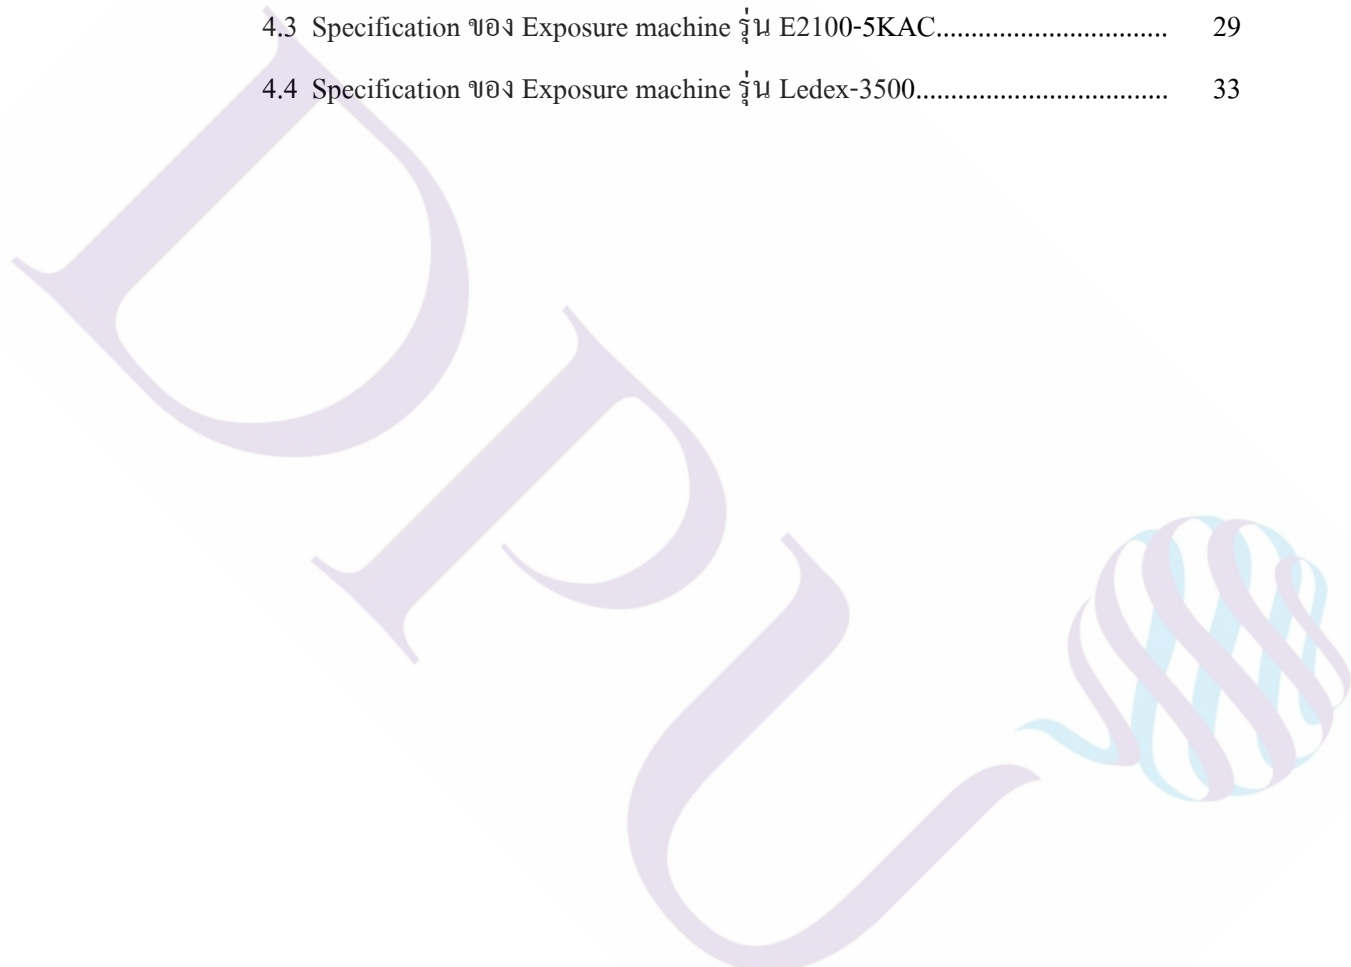 4.3 Specification ของ Exposure machine รุ่น E2100-5KAC................................. 29
4.4 Specification ของ Exposure machine รุ่น Ledex-3500.................................... 33
DPU